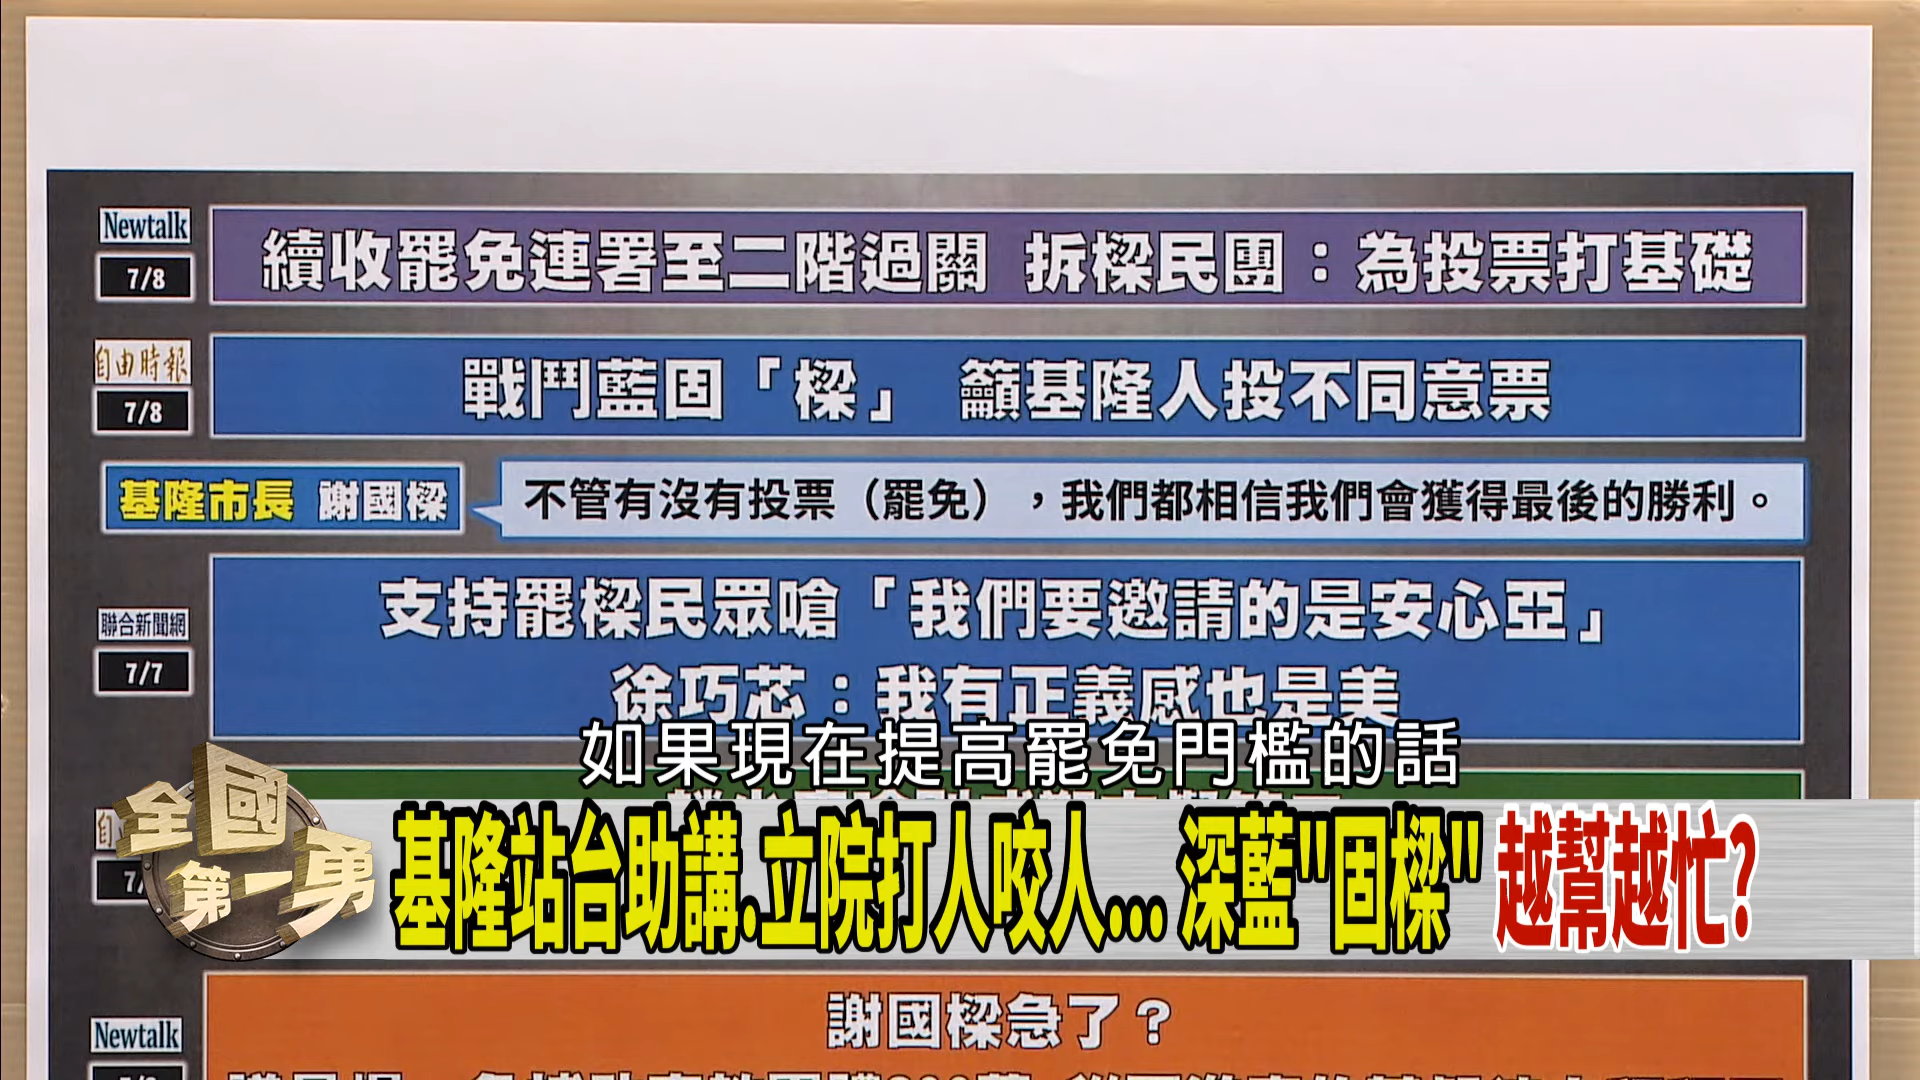 Newtalk
7/8
續收罷免連署至二階過關 拆樑民團：為投票打基礎
自由時報
7/8
戰鬥藍固「樑」 籲基隆人投不同意票
基隆市長 謝國樑
不管有沒有投票（罷免），我們都相信我們會獲得最後的勝利。
聯合新聞網
7/7
支持罷樑民眾嗆「我們要邀請的是安心亞」
徐巧芯：我有正義感也是美
如果現在提高罷免門檻的話
全國第一勇
基隆站台助講.立院打人咬人... 深藍"固樑" 越幫越忙?
Newtalk
謝國樑急了？